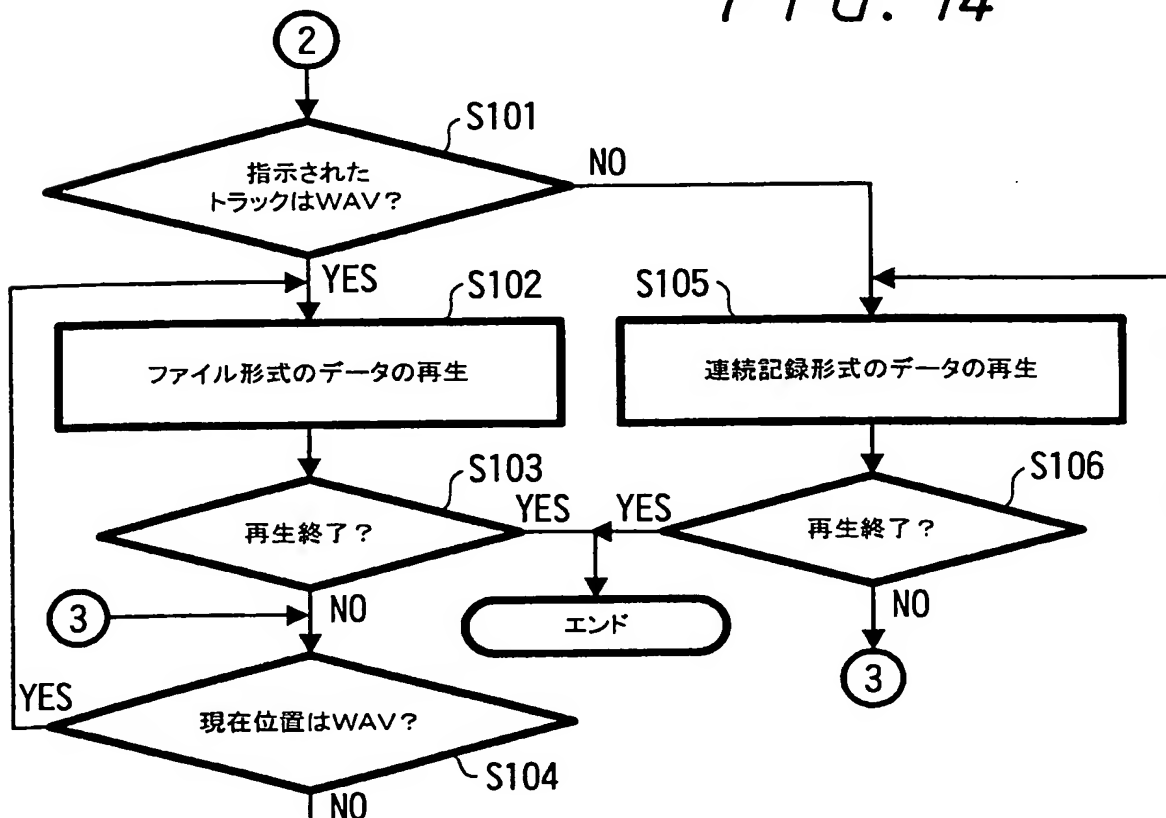 FIG. 14
2
S101
指示された
トラックはWAV?
NO
YES
S102
S105
ファイル形式のデータの再生
連続記録形式のデータの再生
S103
S106
YES
YES
再生終了?
再生終了?
3
NO
エンド
NO
3
YES
現在位置はWAV?
S104
NO